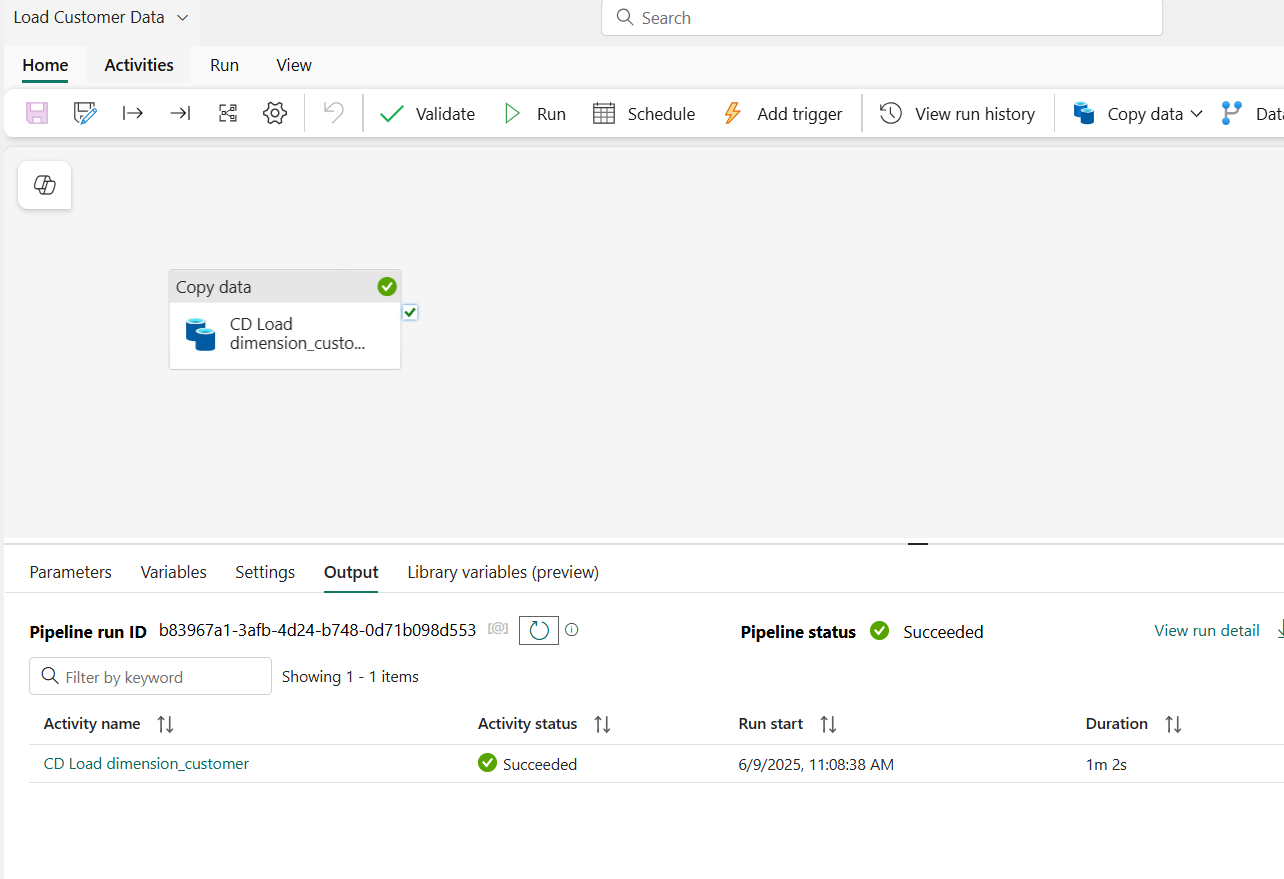 Load Customer Data
Search
Home Activities Run View
Validate Run Schedule Add trigger View run history Copy data
Copy data
CD Load
dimension_custo...
Parameters Variables Settings Output Library variables (preview)
Pipeline run ID b83967a1-3afb-4d24-b748-0d71b098d553 [@] Pipeline status Succeeded View run detail
Filter by keyword Showing 1 - 1 items
Activity name Activity status Run start Duration
CD Load dimension_customer Succeeded 6/9/2025, 11:08:38 AM 1m 2s